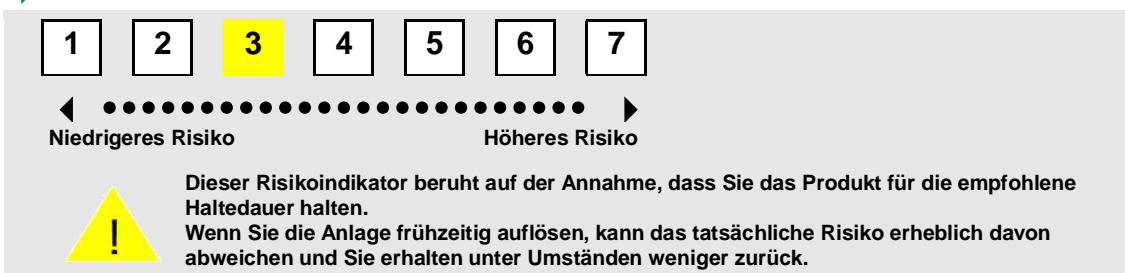 1 2 3 4 5 6 7
Niedrigeres Risiko Höheres Risiko
Dieser Risikoindikator beruht auf der Annahme, dass Sie das Produkt für die empfohlene
Haltedauer halten.
Wenn Sie die Anlage frühzeitig auflösen, kann das tatsächliche Risiko erheblich davon
abweichen und Sie erhalten unter Umständen weniger zurück.
!